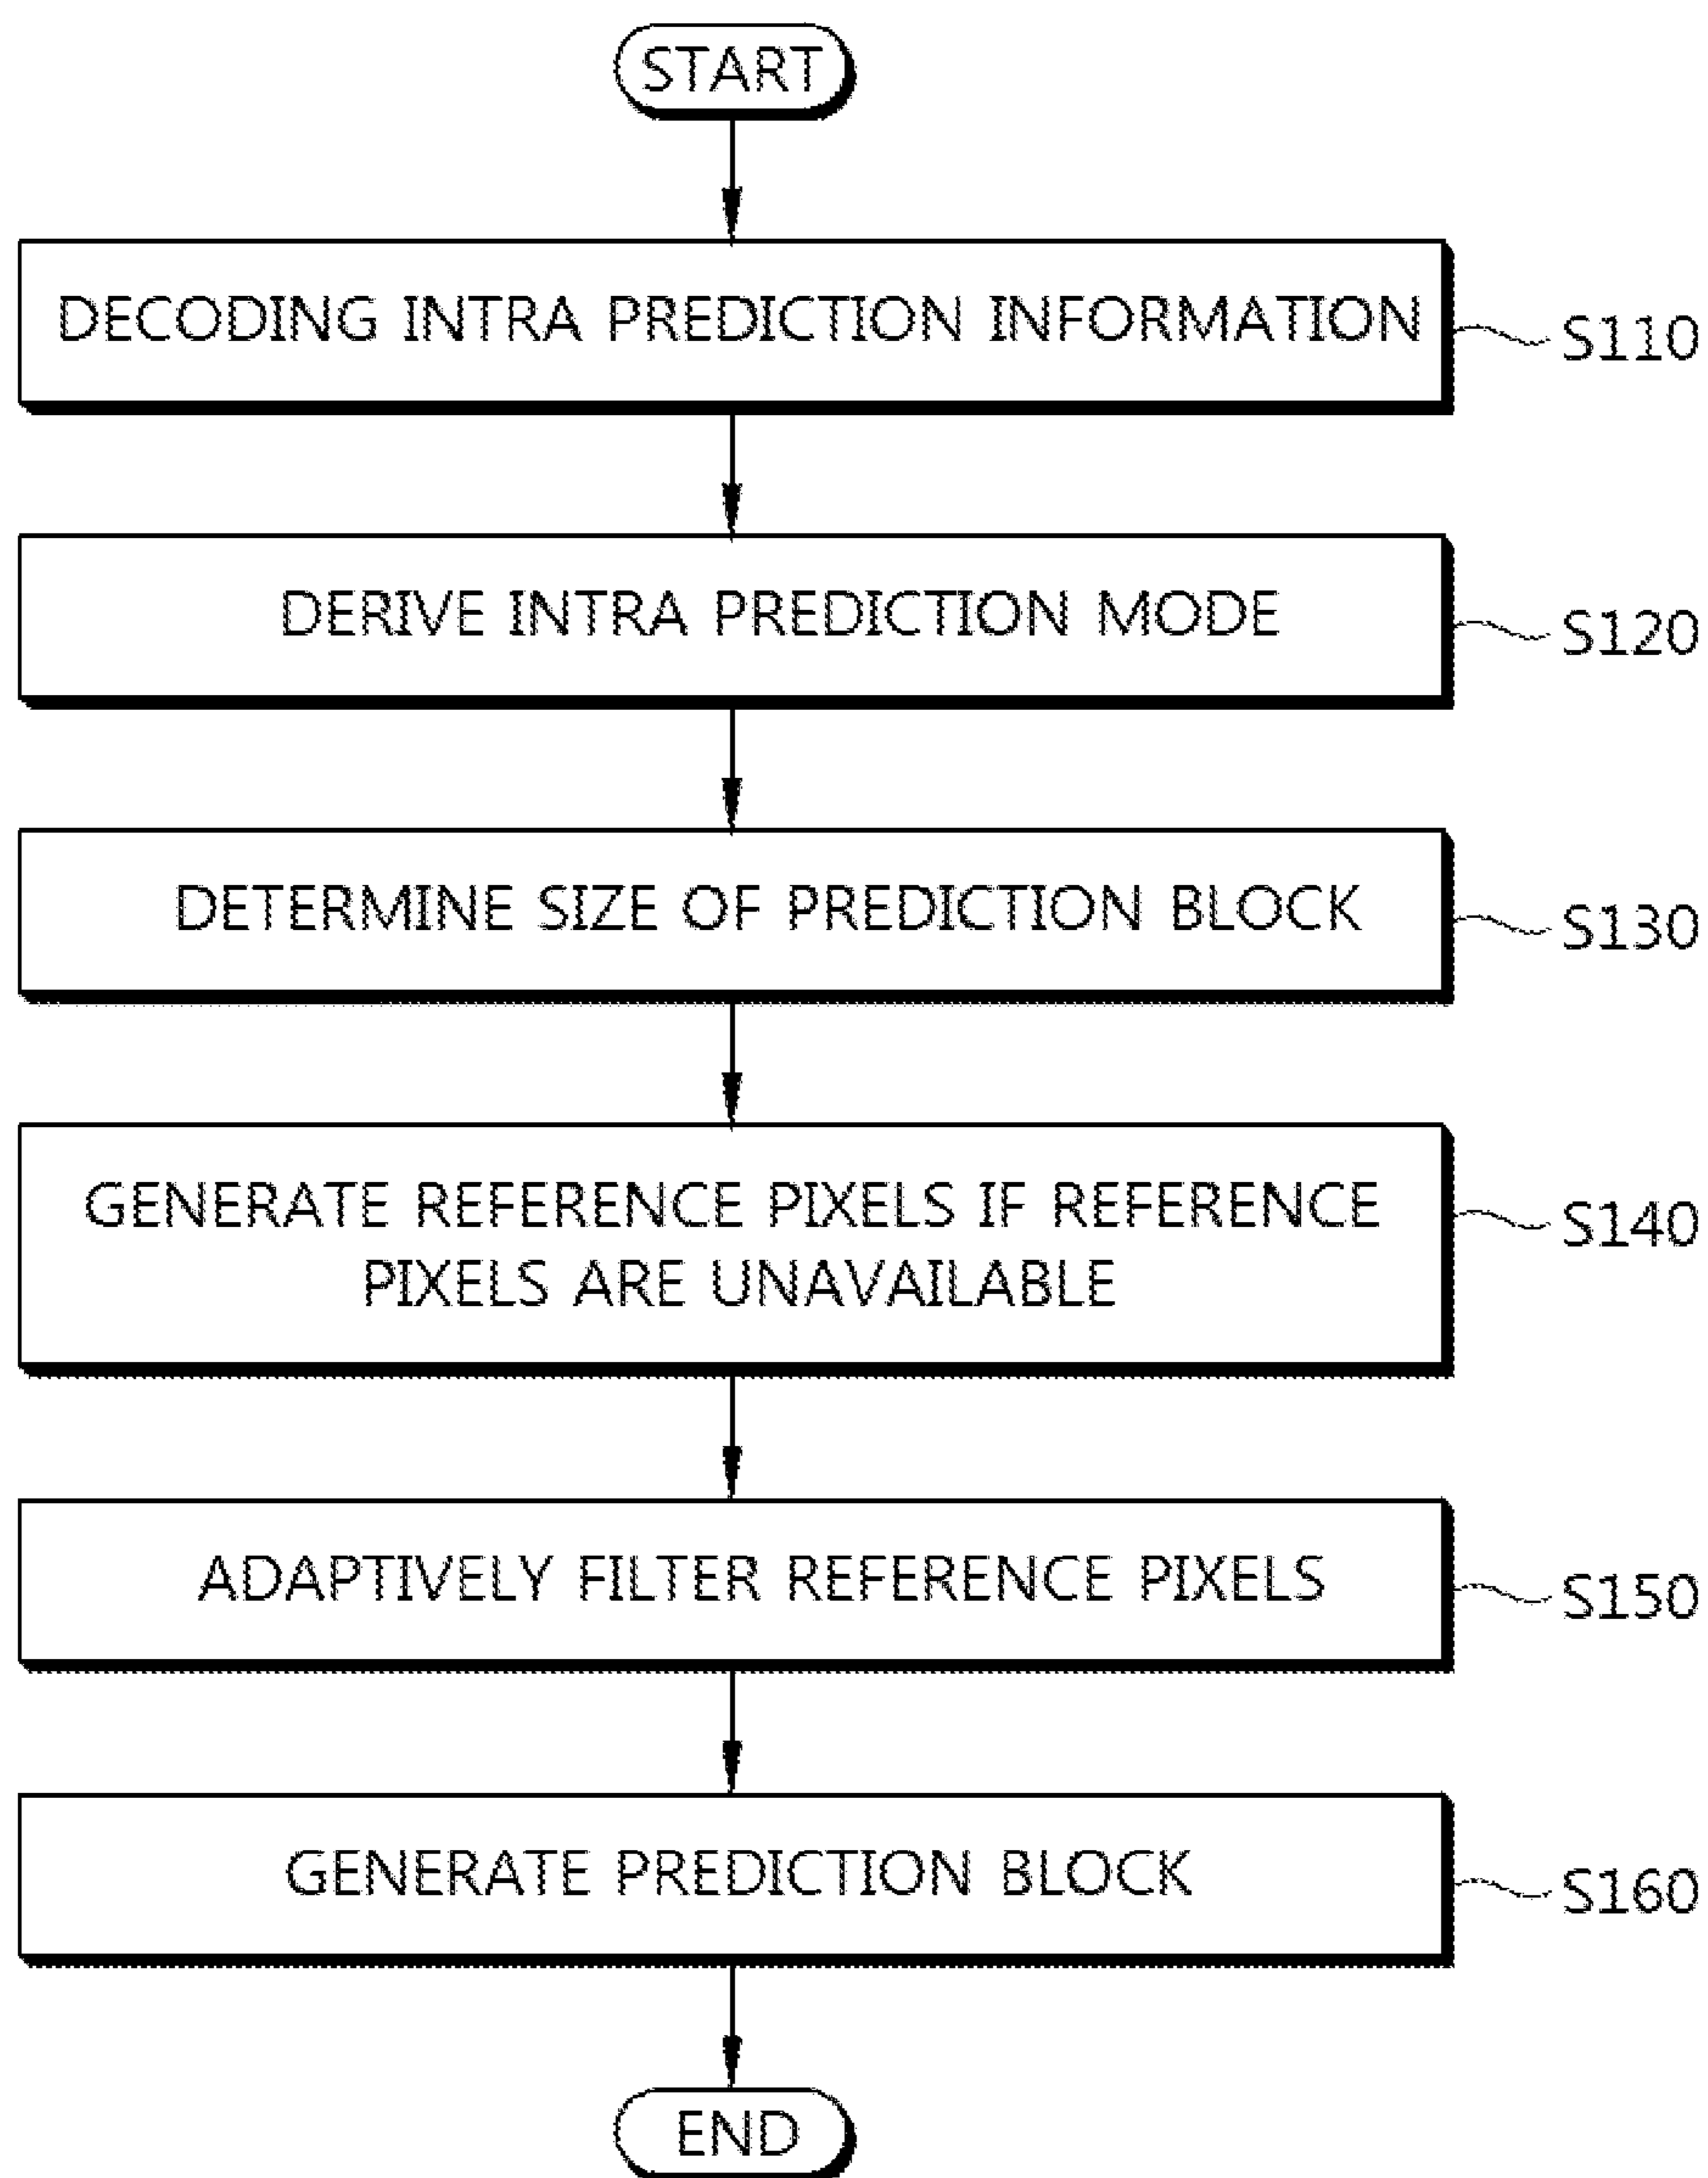 START
DECODING INTRA PREDICTION INFORMATION
S110
DERIVE INTRA PREDICTION MODE
S120
DETERMINE SIZE OF PREDICTION BLOCK
S130
GENERATE REFERENCE PIXELS IF REFERENCE
PIXELS ARE UNAVAILABLE
S140
ADAPTIVELY FILTER REFERENCE PIXELS
S150
GENERATE PREDICTION BLOCK
S160
END